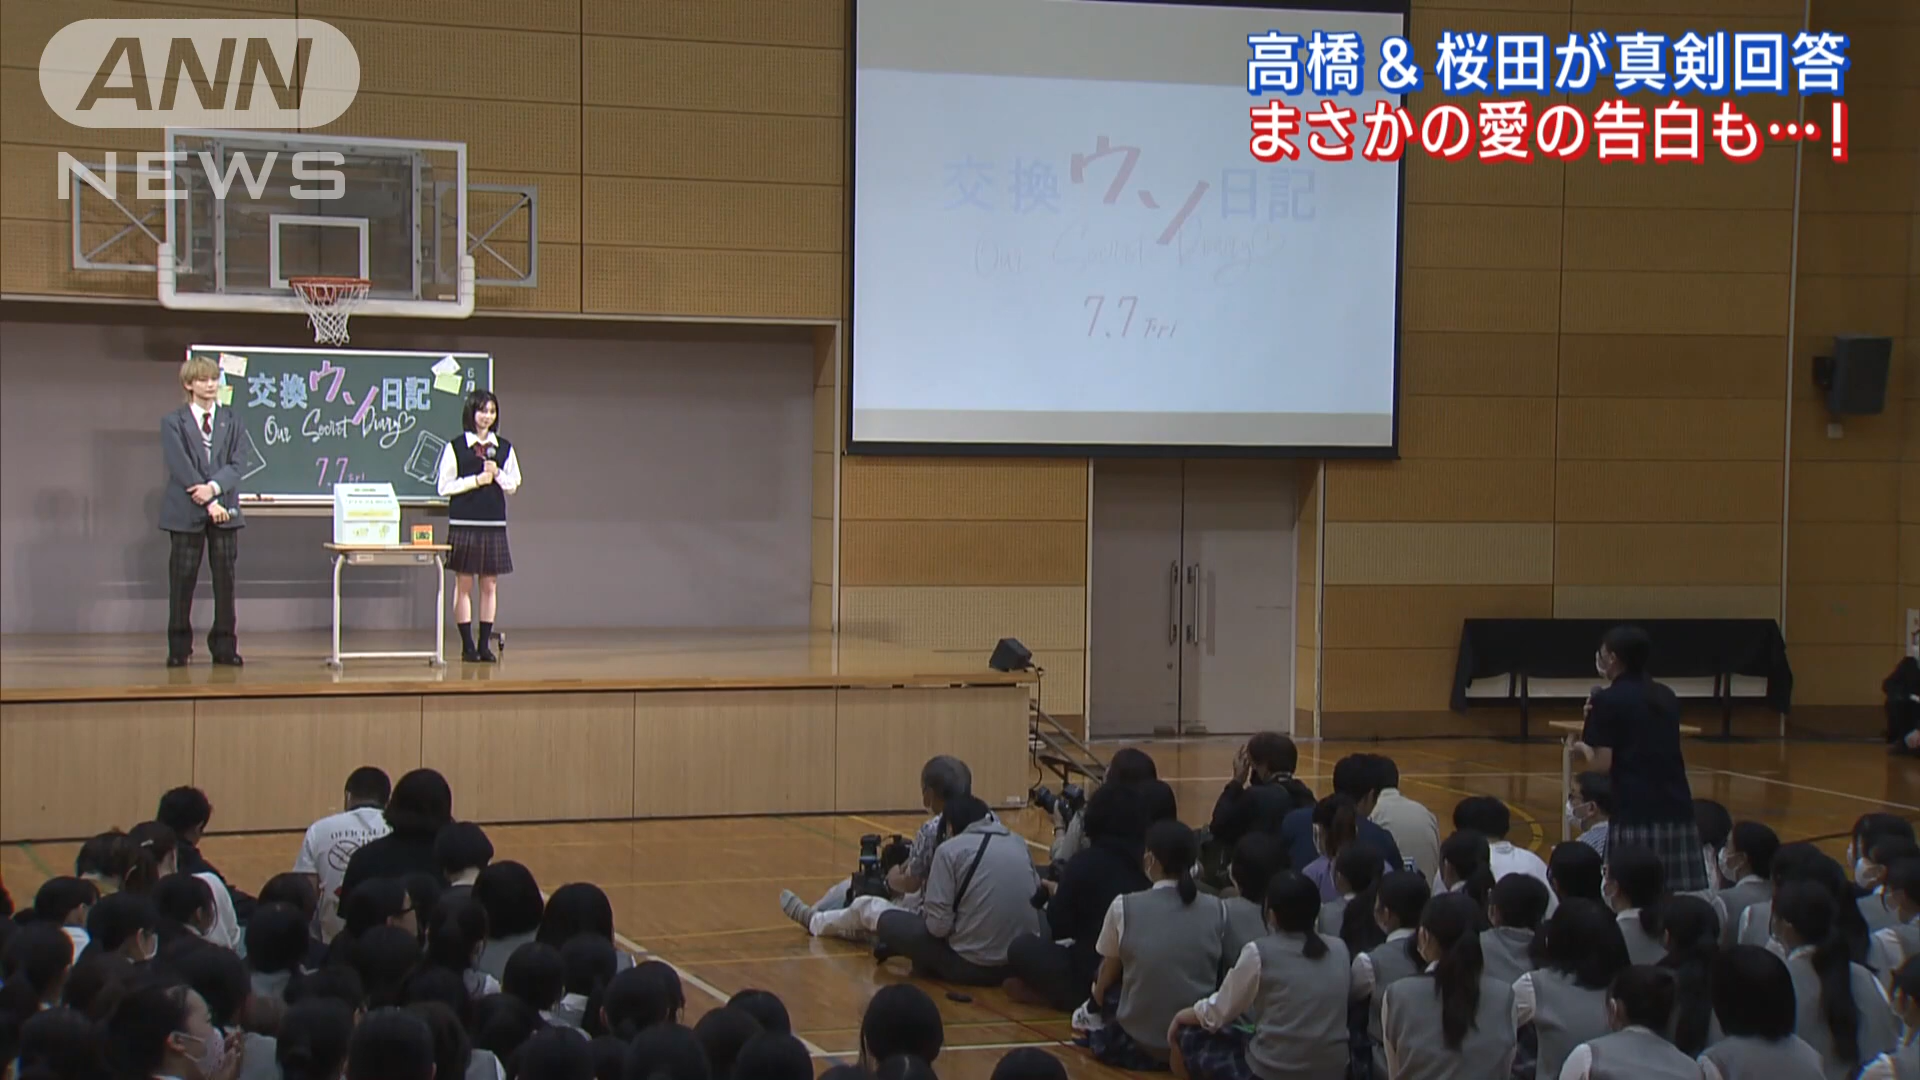 ANN
NEWS
高橋&桜田が真剣回答
まさかの愛の告白も…!
交換ウソ日記
Our Secret Diary
7.7 Fri
交換ウソ日記
Our Secret Diary
7.7 Fri
6